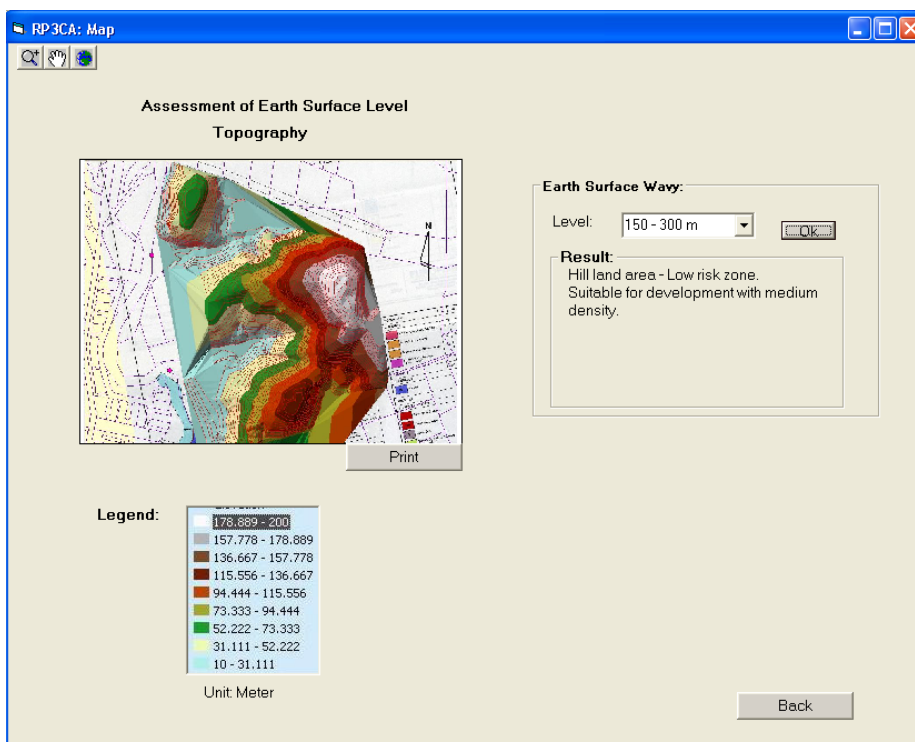 RP3CA: Map
Assessment of Earth Surface Level
Topography
N
Print
Earth Surface Wavy:
Level:
150 - 300 m
Ok
Result:
Hill land area - Low risk zone.
Suitable for development with medium
density.
Legend:
178.889 - 200
157.778 - 178.889
136.667 - 157.778
115.556 - 136.667
94.444 - 115.556
73.333 - 94.444
52.222 - 73.333
31.111 - 52.222
10 - 31.111
Unit: Meter
Back